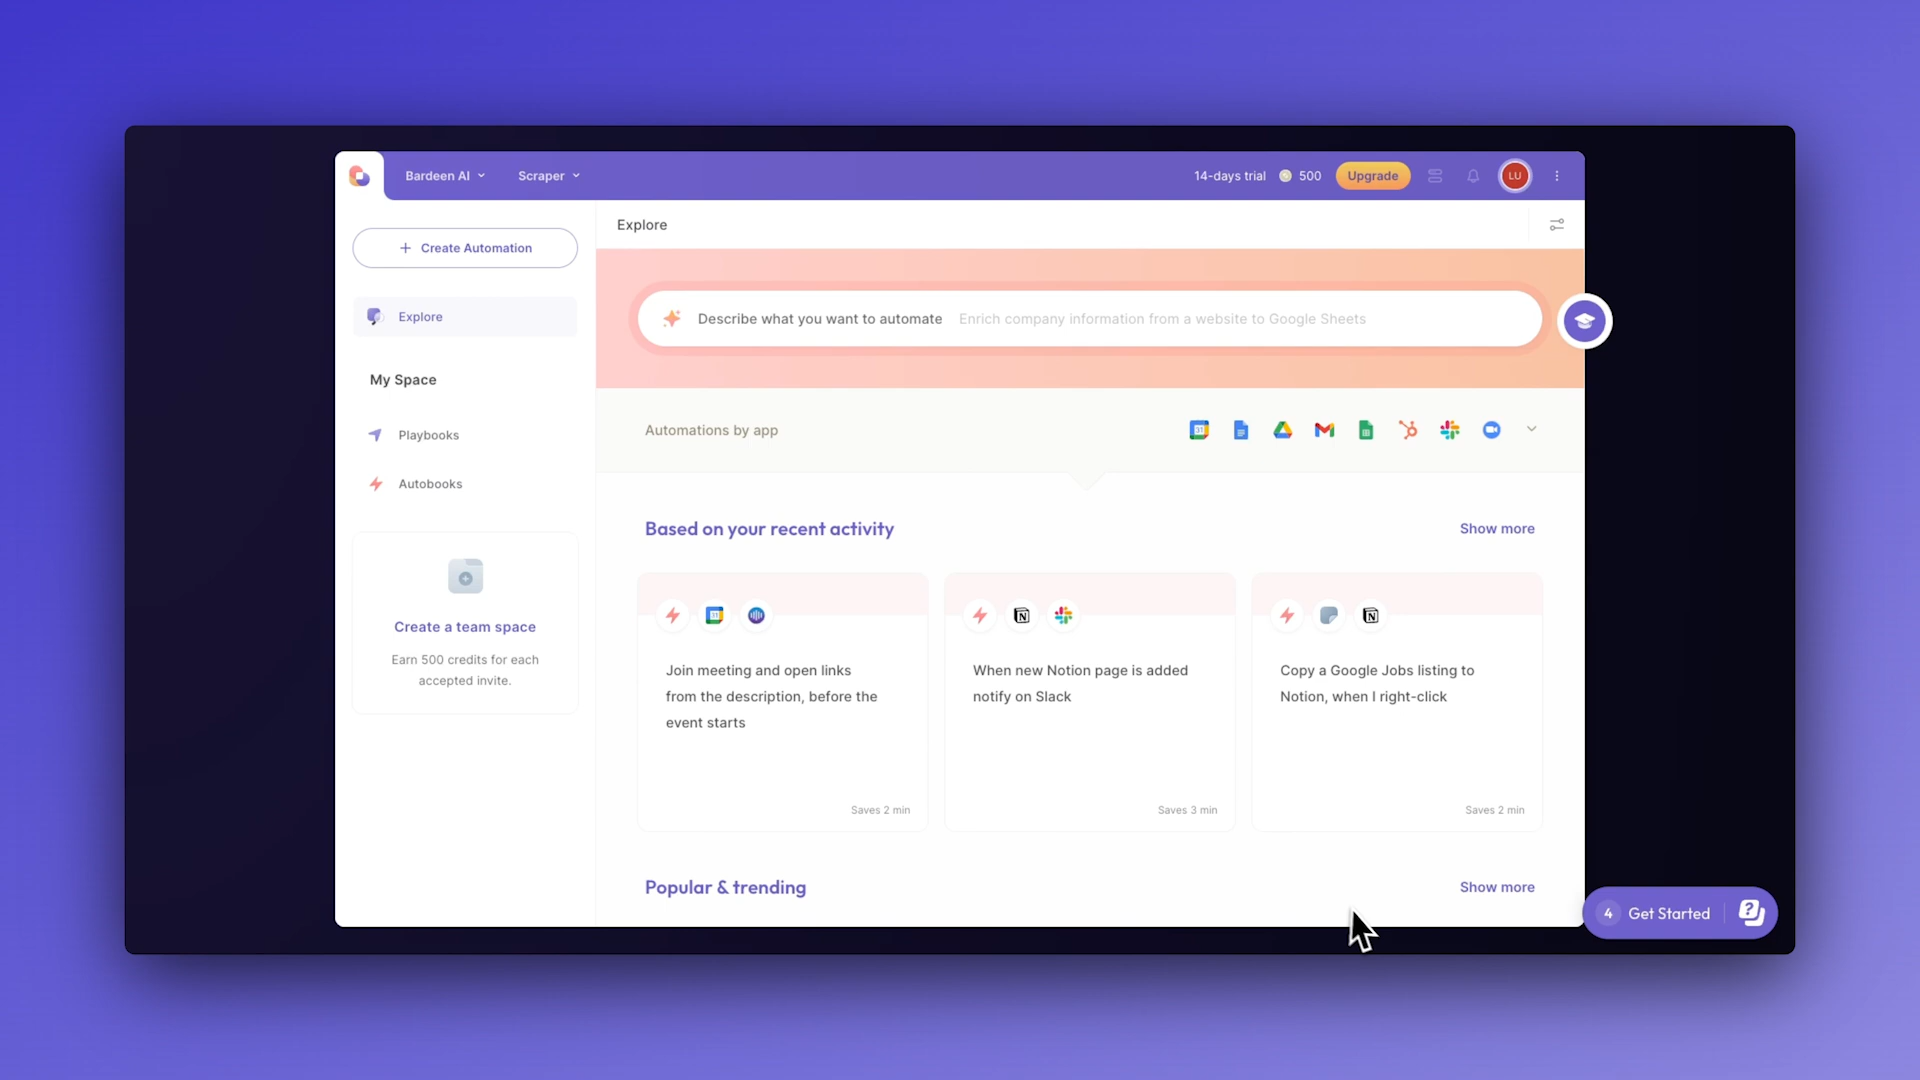 Bardeen AI
Scraper
14-days trial
500
Upgrade
LU
Create Automation
Explore
My Space
Playbooks
Autobooks
Create a team space
Earn 500 credits for each
accepted invite.
Explore
Describe what you want to automate Enrich company information from a website to Google Sheets
Automations by app
31
Based on your recent activity
Show more
31
Join meeting and open links
from the description, before the
event starts
Saves 2 min
N
When new Notion page is added
notify on Slack
Saves 3 min
N
Copy a Google Jobs listing to
Notion, when I right-click
Saves 2 min
Popular & trending
Show more
4 Get Started
?